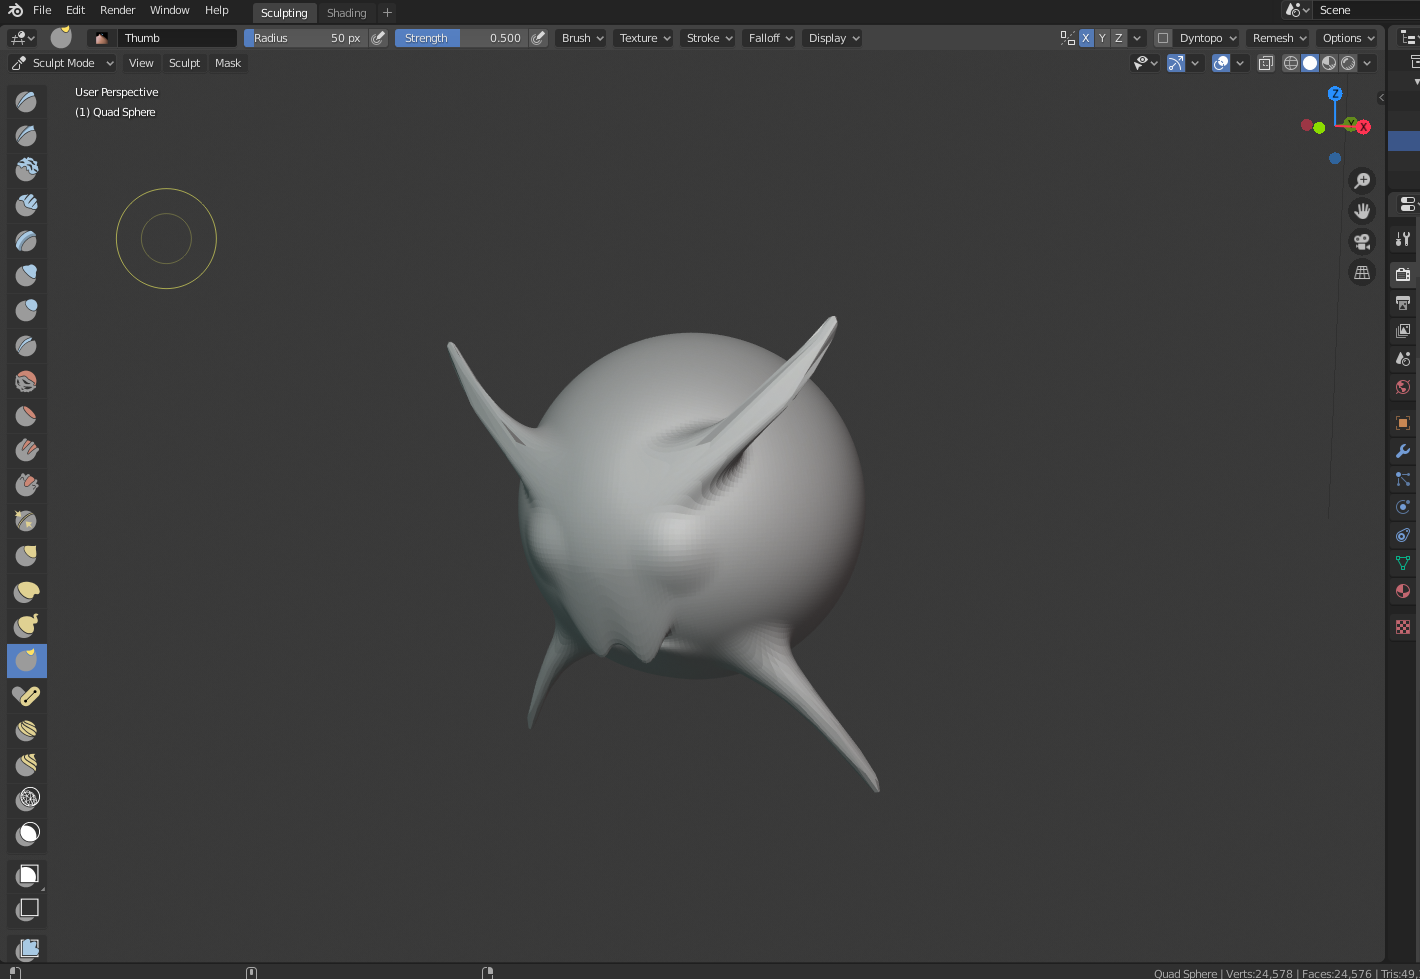 File Edit Render Window Help Sculpting Shading + Scene
Thumb Radius 50 px Strength 0.500 Brush Texture Stroke Falloff Display X Y Z Dyntopo Remesh Options
Sculpt Mode View Sculpt Mask
User Perspective
(1) Quad Sphere
Z
Y X
Quad Sphere | Verts:24,578 | Faces:24,576 | Tris:49,